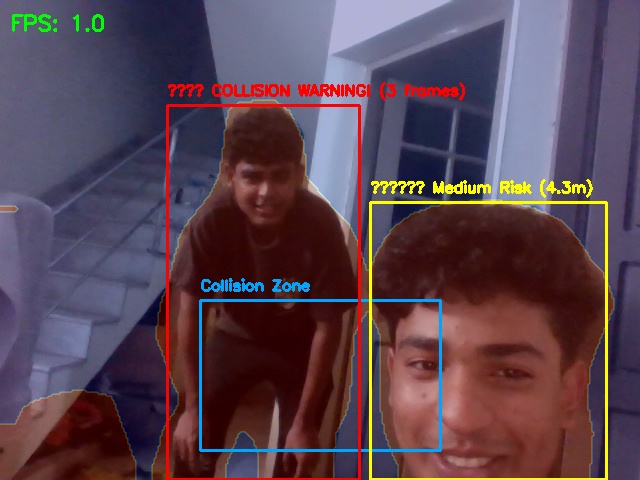 FPS: 1.0
???? COLLISION WARNING! (3 frames)
?????? Medium Risk (4.3m)
Collision Zone